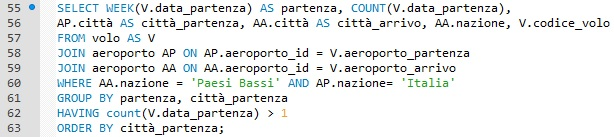 55 SELECT WEEK(V.data_partenza) AS partenza, COUNT(V.data_partenza),
56 AP.città AS città_partenza, AA.città AS città_arrivo, AA.nazione, V.codice_volo
57 FROM volo AS V
58 JOIN aeroporto AP ON AP.aeroporto_id = V.aeroporto_partenza
59 JOIN aeroporto AA ON AA.aeroporto_id = V.aeroporto_arrivo
60 WHERE AA.nazione = 'Paesi Bassi' AND AP.nazione= 'Italia'
61 GROUP BY partenza, città_partenza
62 HAVING count(V.data_partenza) > 1
63 ORDER BY città_partenza;